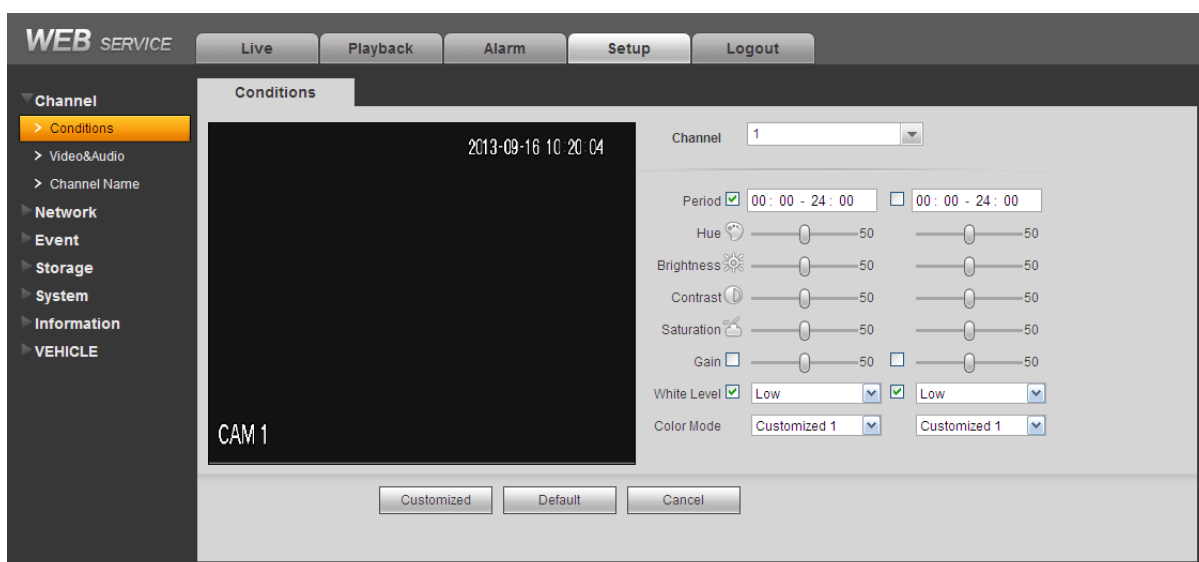 WEB SERVICE
Live
Playback
Alarm
Setup
Logout
Channel
Conditions
Video&Audio
Channel Name
Network
Event
Storage
System
Information
VEHICLE
Conditions
2013-09-16 10:20:04
CAM 1
Channel 1
Period 00 : 00 - 24 : 00 00 : 00 - 24 : 00
Hue 50 50
Brightness 50 50
Contrast 50 50
Saturation 50 50
Gain 50 50
White Level Low Low
Color Mode Customized 1 Customized 1
Customized
Default
Cancel